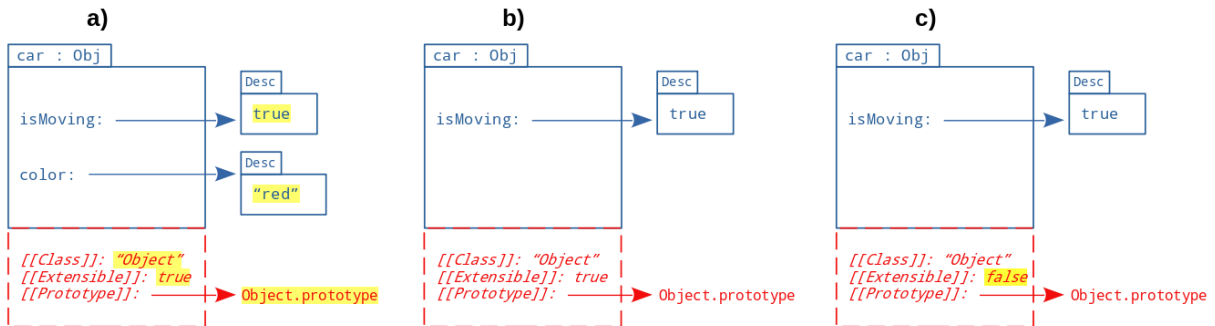 a)
car : Obj
Desc
isMoving:
true
Desc
color:
“red”
[[Class]]: “Object”
[[Extensible]]: true
[[Prototype]]:
Object.prototype
b)
car : Obj
Desc
isMoving:
true
[[Class]]: “Object”
[[Extensible]]: true
[[Prototype]]:
Object.prototype
c)
car : Obj
Desc
isMoving:
true
[[Class]]: “Object”
[[Extensible]]: false
[[Prototype]]:
Object.prototype